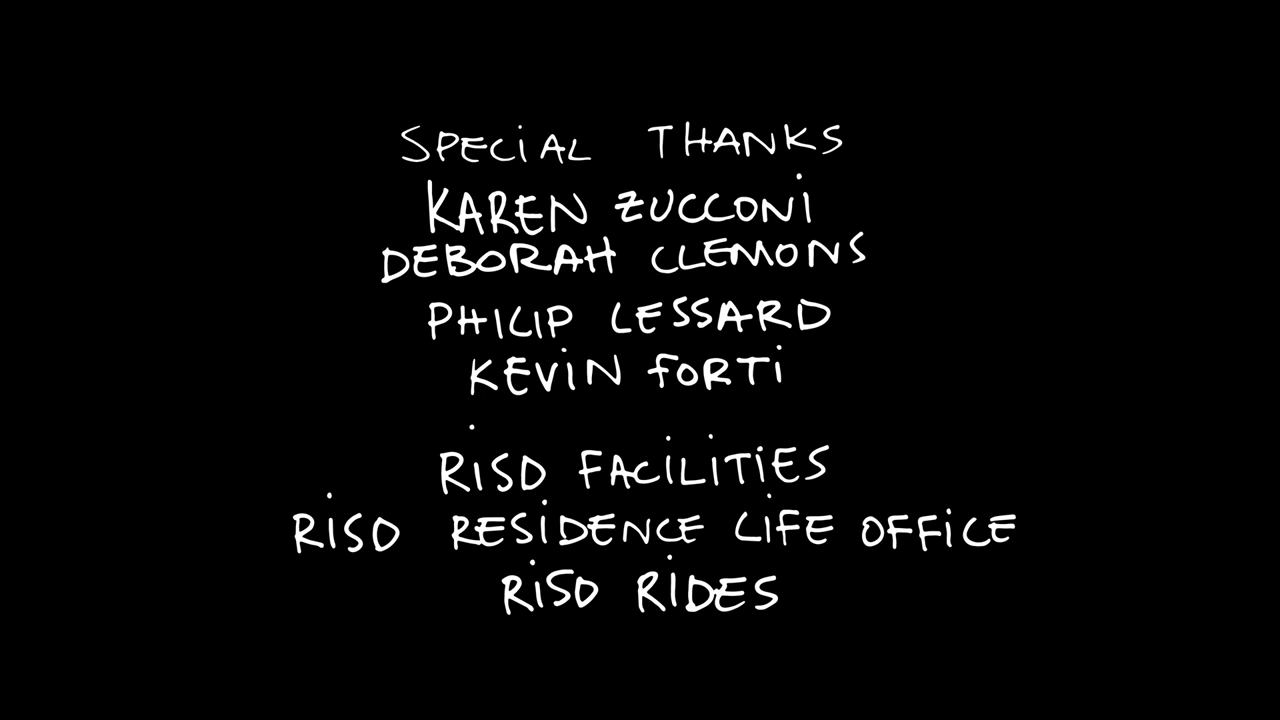 SPECiAL THANKS
KAREN ZUCCONi
DEBORAH CLEMONS
PHILIP LESSARD
KEViN FORTi
RiSD FACiLiTiES
RiSD RESiDENCE LiFE OFFiCE
RiSD RiDES